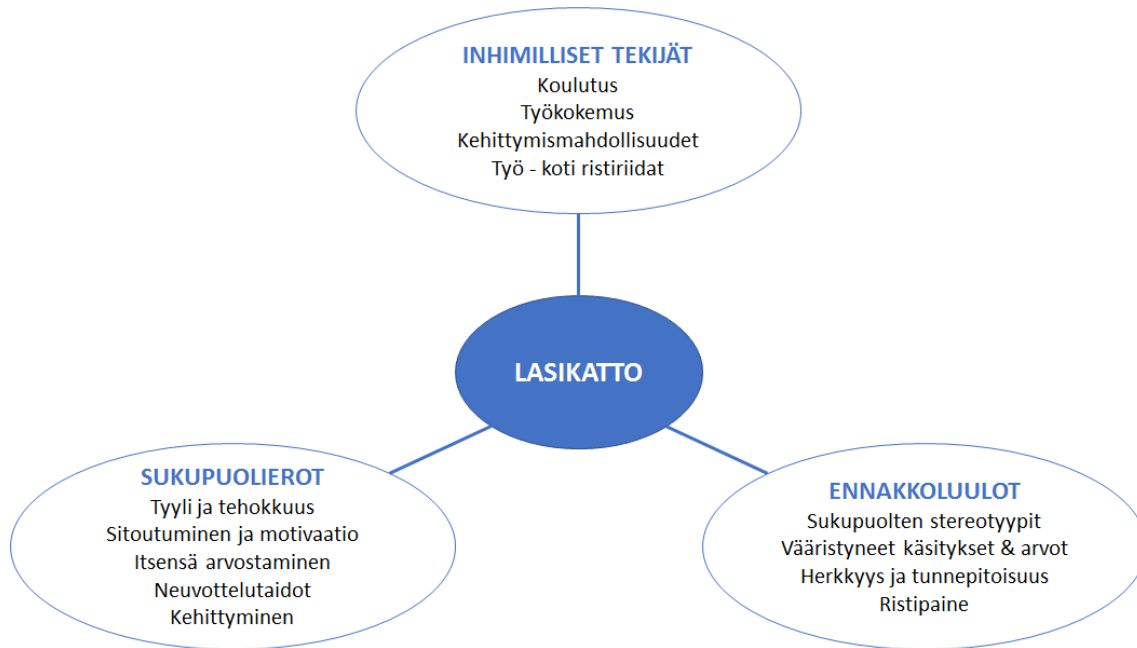 INHIMILLISET TEKIJÄT
Koulutus
Työkokemus
Kehittymismahdollisuudet
Työ - koti ristiriidat
LASIKATTO
SUKUPUOLIEROT
Tyyli ja tehokkuus
Sitoutuminen ja motivaatio
Itsensä arvostaminen
Neuvottelutaidot
Kehittyminen
ENNAKKOLUULOT
Sukupuolten stereotyypit
Vääristyneet käsitykset & arvot
Herkkyys ja tunnepitoisuus
Ristipaine